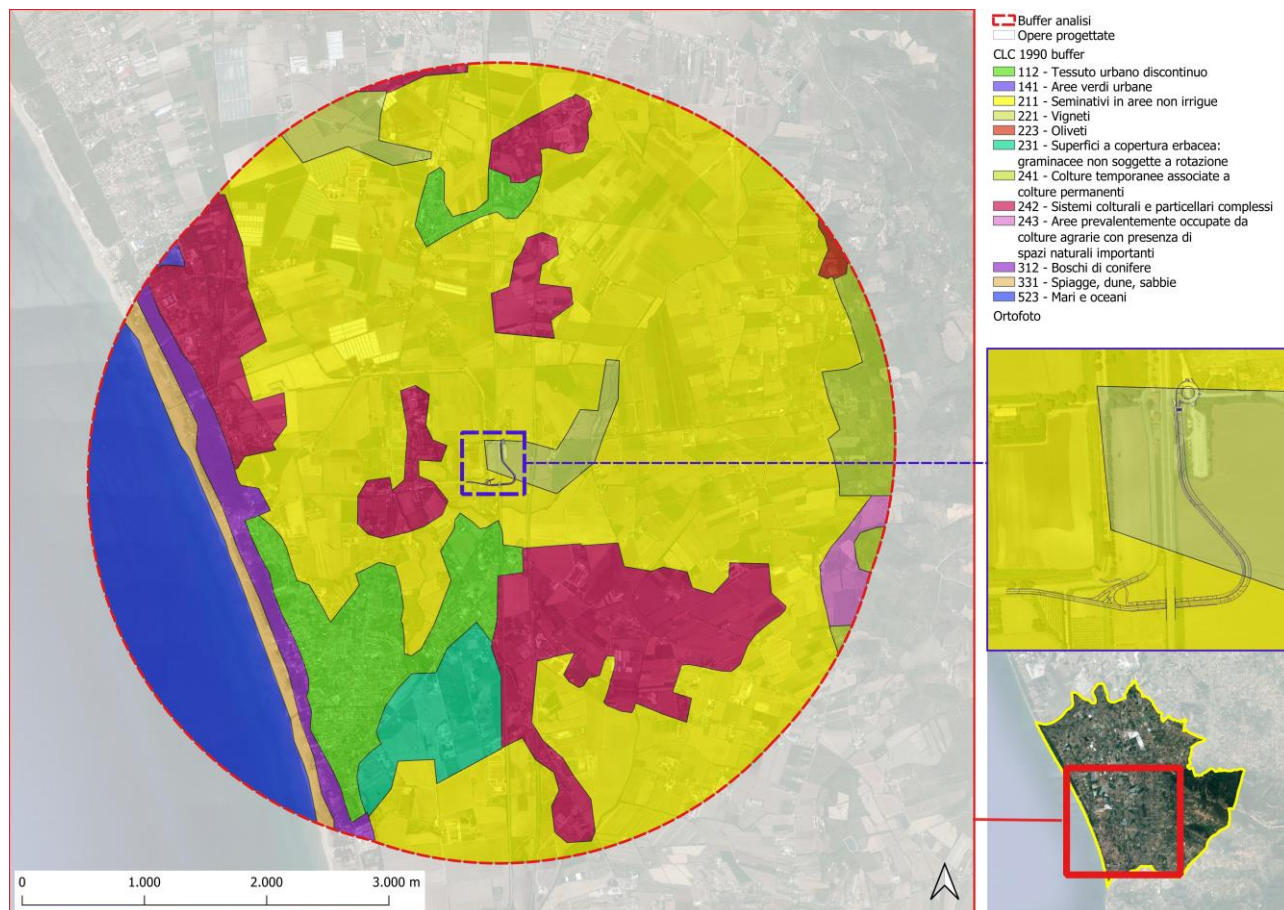 Buffer analisi
Opere progettate
CLC 1990 buffer
112 - Tessuto urbano discontinuo
141 - Aree verdi urbane
211 - Seminativi in aree non irrigue
221 - Vigneti
223 - Oliveti
231 - Superfici a copertura erbacea:
graminacee non soggette a rotazione
241 - Colture temporanee associate a
colture permanenti
242 - Sistemi colturali e particellari complessi
243 - Aree prevalentemente occupate da
colture agrarie con presenza di
spazi naturali importanti
312 - Boschi di conifere
331 - Spiagge, dune, sabbie
523 - Mari e oceani
Ortofoto
0 1.000 2.000 3.000 m